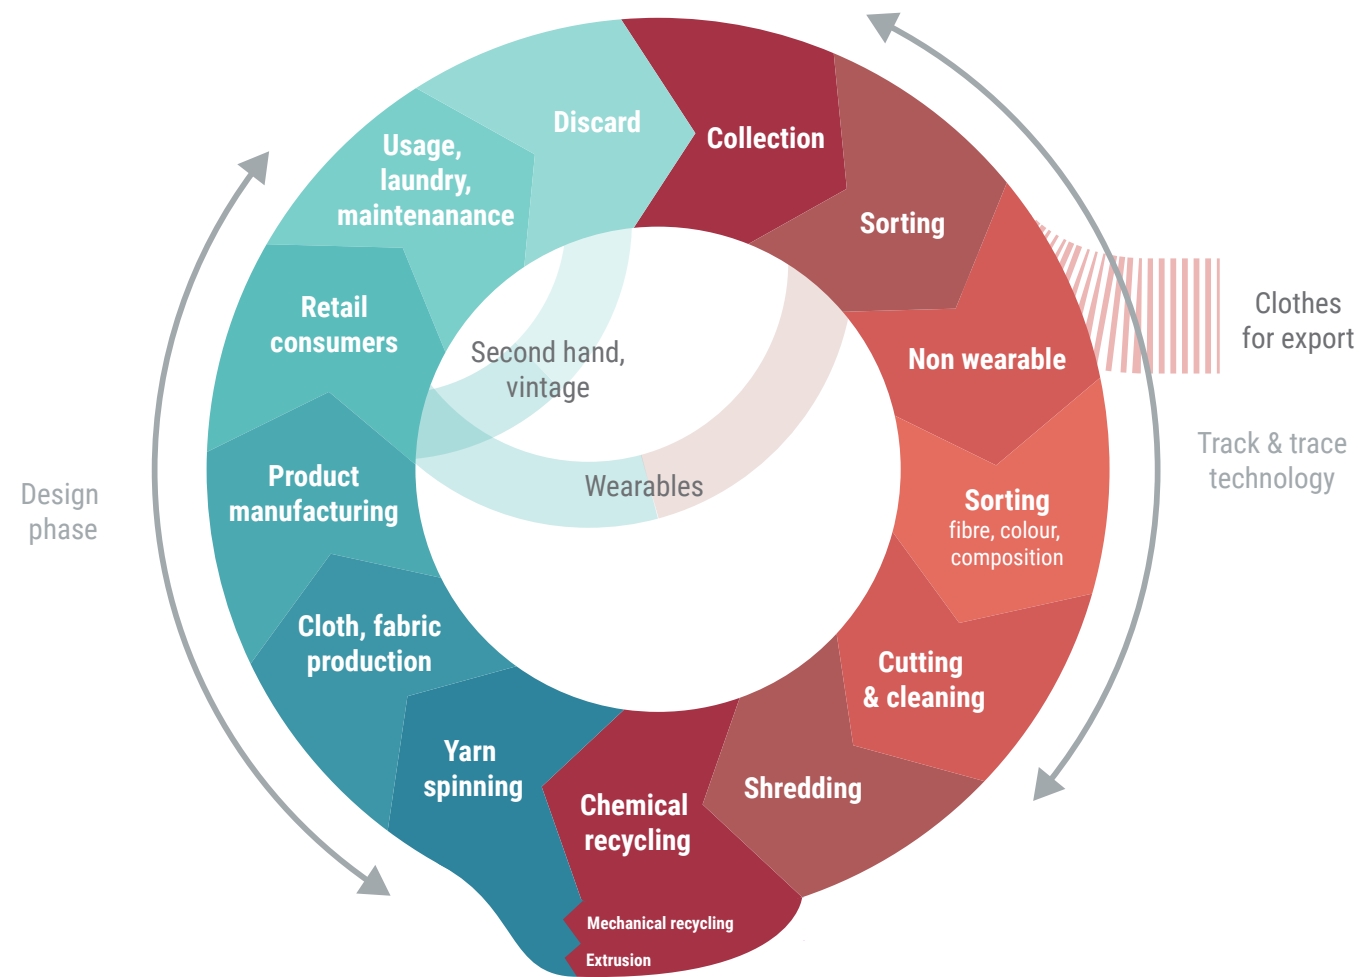 Discard
Collection
Usage,
laundry,
maintenanance
Sorting
Retail
consumers
Clothes
for export
Second hand,
vintage
Non wearable
Track & trace
technology
Product
manufacturing
Wearables
Design
phase
Sorting
fibre, colour,
composition
Cloth, fabric
production
Cutting
& cleaning
Yarn
spinning
Shredding
Chemical
recycling
Mechanical recycling
Extrusion